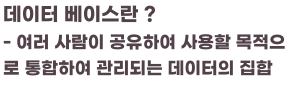 데이터 베이스란 ?
- 여러 사람이 공유하여 사용할 목적으
로 통합하여 관리되는 데이터의 집합